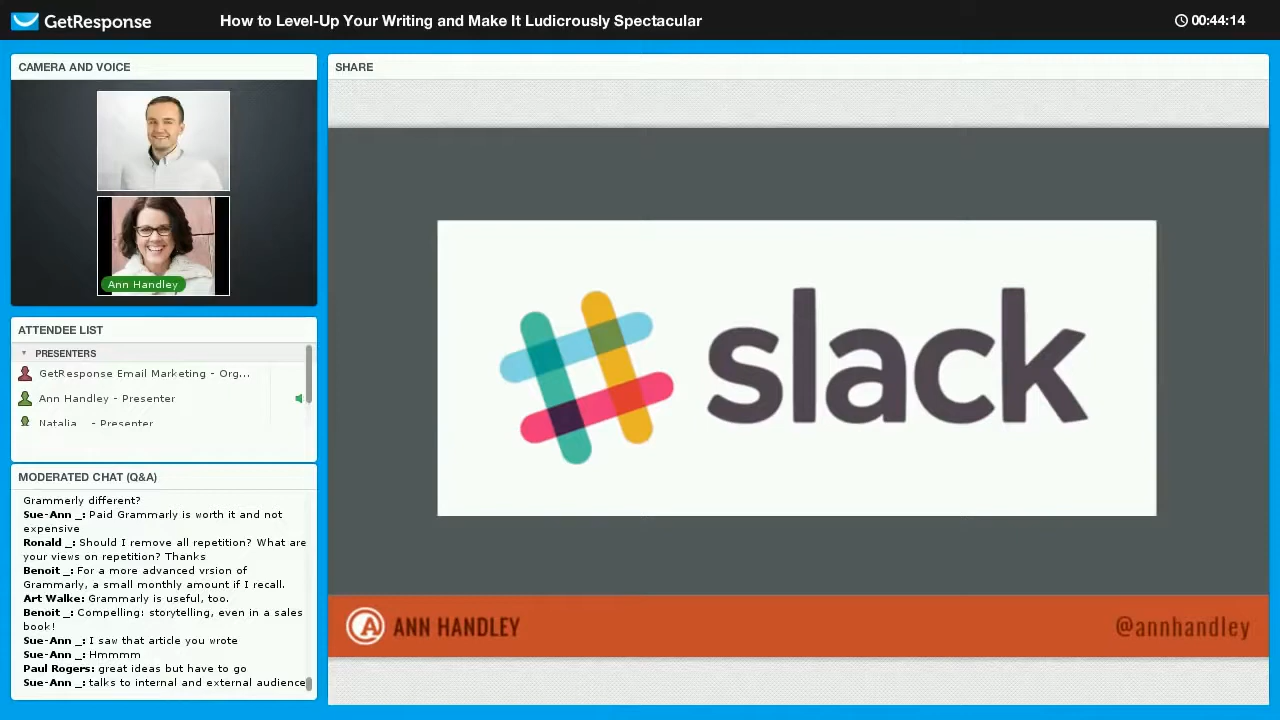 GetResponse
How to Level-Up Your Writing and Make It Ludicrously Spectacular
00:44:14
CAMERA AND VOICE
Ann Handley
ATTENDEE LIST
PRESENTERS
GetResponse Email Marketing - Org...
Ann Handley - Presenter
Natalia _ - Presenter
MODERATED CHAT (Q&A)
Grammerly different?
Sue-Ann _: Paid Grammarly is worth it and not
expensive
Ronald _: Should I remove all repetition? What are
your views on repetition? Thanks
Benoit _: For a more advanced vrsion of
Grammarly, a small monthly amount if I recall.
Art Walke: Grammarly is useful, too.
Benoit _: Compelling: storytelling, even in a sales
book!
Sue-Ann _: I saw that article you wrote
Sue-Ann _: Hmmmm
Paul Rogers: great ideas but have to go
Sue-Ann _: talks to internal and external audience
SHARE
slack
A ANN HANDLEY
@annhandley